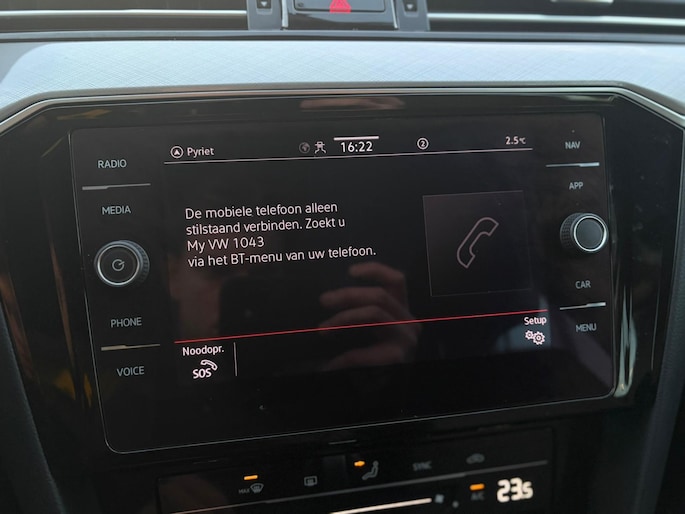 RADIO
MEDIA
PHONE
VOICE
Pyriet
16:22
2
2.5°C
De mobiele telefoon alleen
stilstaand verbinden. Zoekt u
My VW 1043
via het BT-menu van uw telefoon.
Noodopr.
SOS
Setup
NAV
APP
CAR
MENU
MAX
SYNC
A/C
23.5